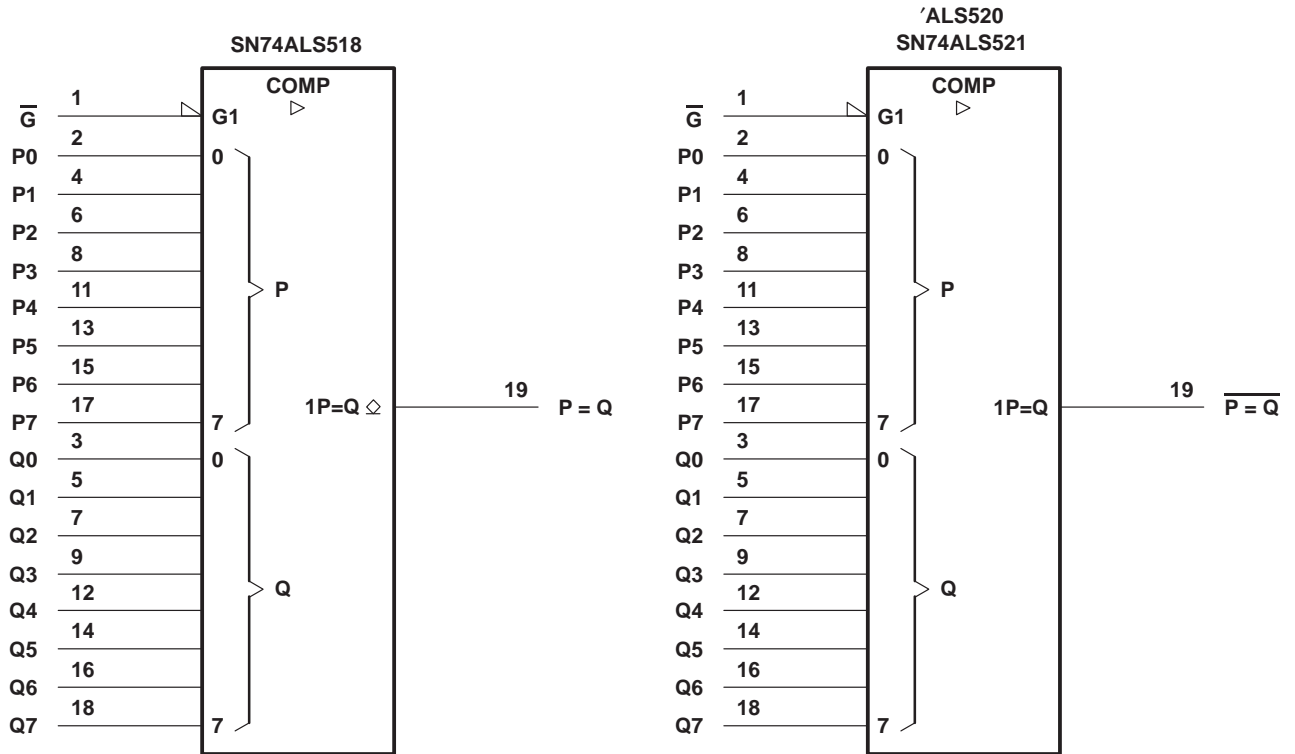 SN74ALS518
COMP
G̅ 1 G1
P0 2 0
P1 4
P2 6
P3 8
P4 11 P
P5 13
P6 15
P7 17 7
1P=Q 19 P = Q
Q0 3 0
Q1 5
Q2 7
Q3 9
Q4 12 Q
Q5 14
Q6 16
Q7 18 7
′ALS520
SN74ALS521
COMP
G̅ 1 G1
P0 2 0
P1 4
P2 6
P3 8
P4 11 P
P5 13
P6 15
P7 17 7
1P=Q 19 P̅ ̅=̅ ̅Q̅
Q0 3 0
Q1 5
Q2 7
Q3 9
Q4 12 Q
Q5 14
Q6 16
Q7 18 7